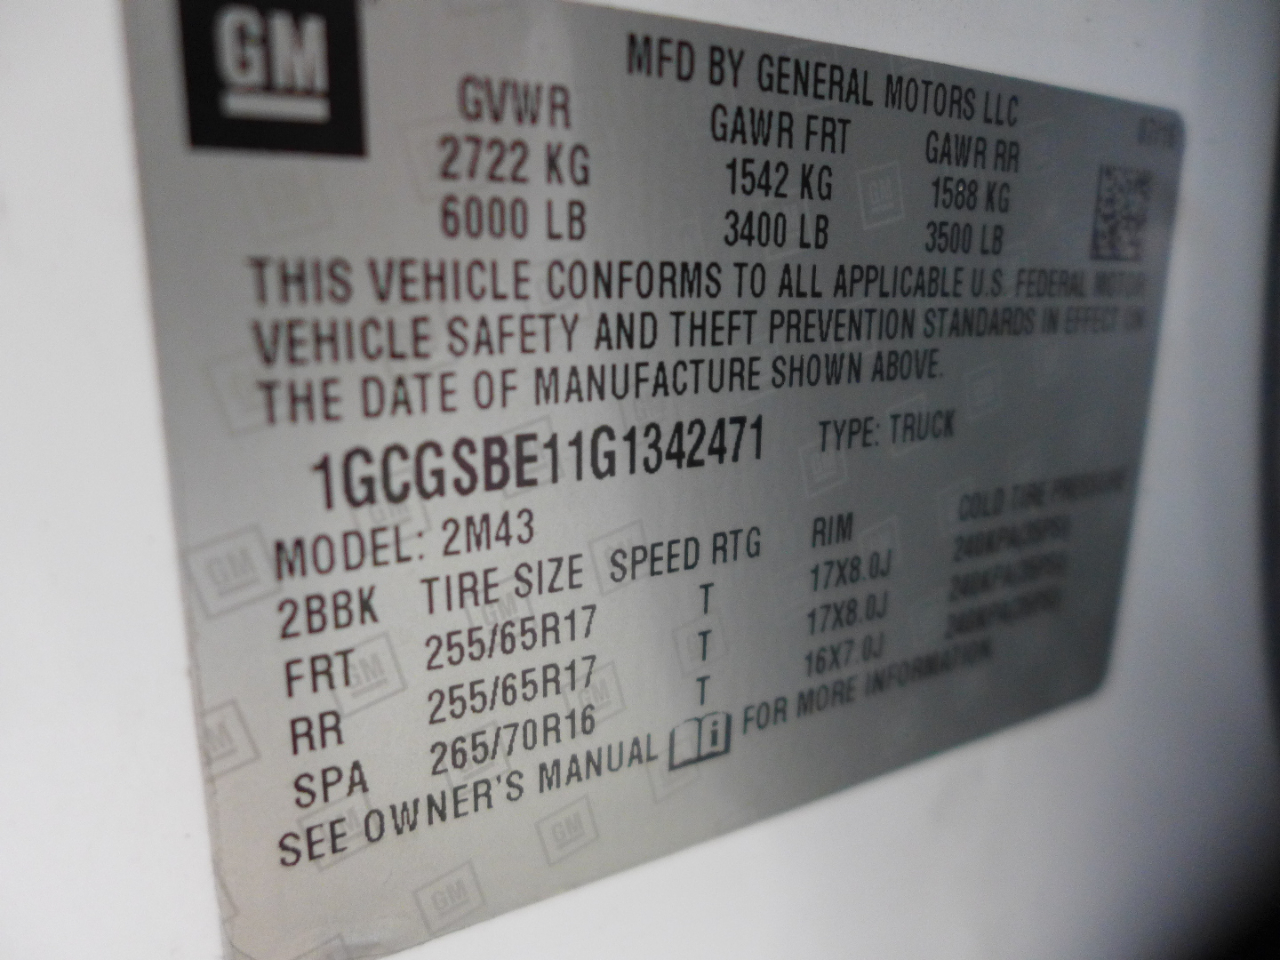 GM
MFD BY GENERAL MOTORS LLC
GVWR GAWR FRT GAWR RR
2722 KG 1542 KG 1588 KG
6000 LB 3400 LB 3500 LB
THIS VEHICLE CONFORMS TO ALL APPLICABLE U.S. FEDERAL MOTOR
VEHICLE SAFETY AND THEFT PREVENTION STANDARDS IN EFFECT ON
THE DATE OF MANUFACTURE SHOWN ABOVE.
1GCGSBE11G1342471 TYPE: TRUCK
MODEL: 2M43
2BBK TIRE SIZE SPEED RTG RIM COLD TIRE PRESSURE
FRT 255/65R17 T 17X8.0J
RR 255/65R17 T 17X8.0J
SPA 265/70R16 T 16X7.0J
SEE OWNER'S MANUAL FOR MORE INFORMATION